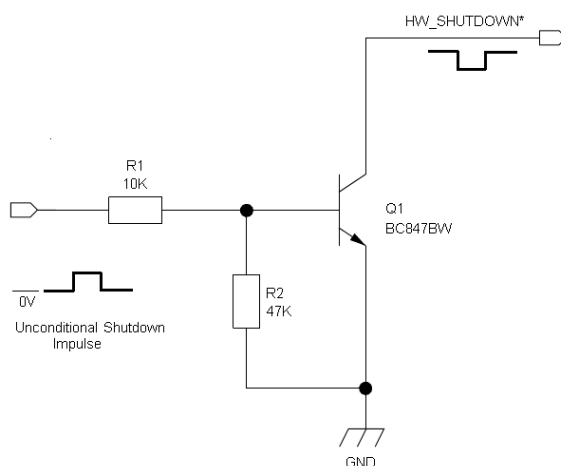 HW_SHUTDOWN*
R1
10K
Q1
BC847BW
0V
R2
47K
Unconditional Shutdown
Impulse
GND